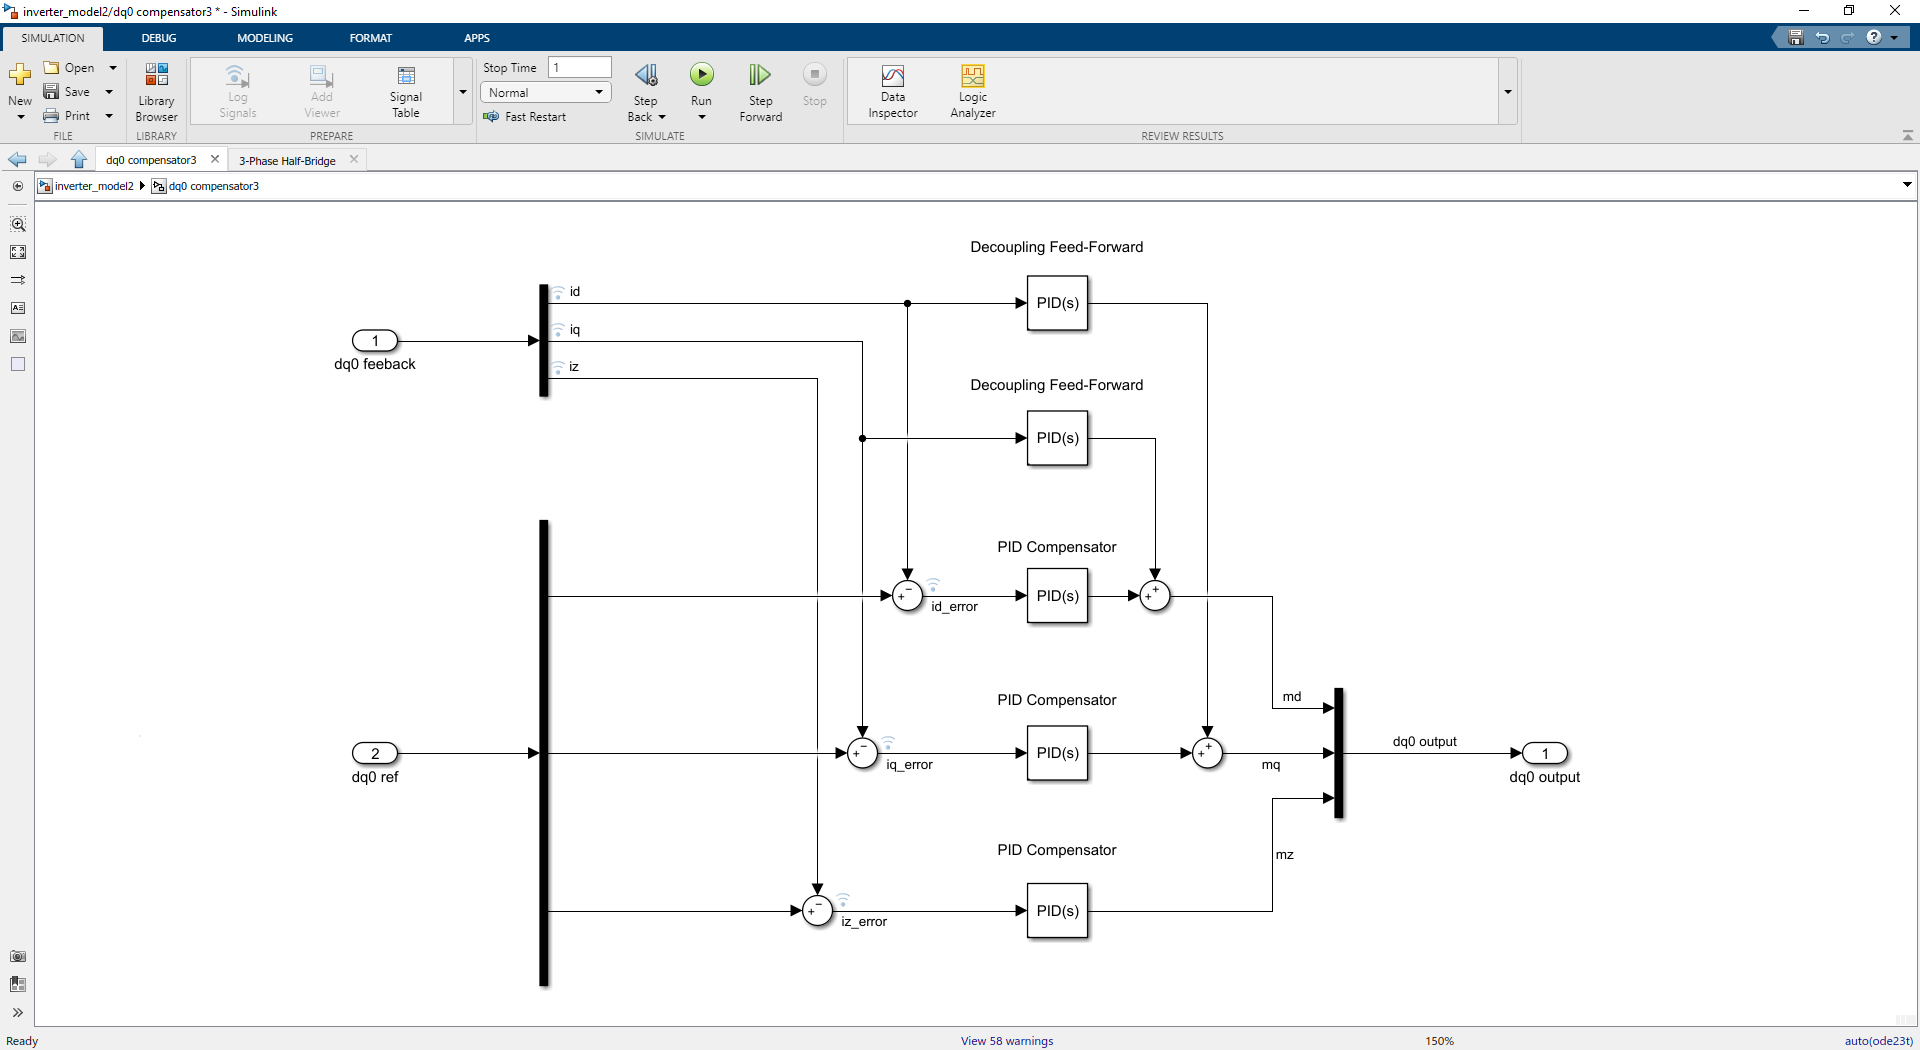 inverter_model2/dq0 compensator3 * - Simulink
SIMULATION DEBUG MODELING FORMAT APPS
New
Open
Save
Print
FILE
Library
Browser
LIBRARY
Log
Signals
Add
Viewer
Signal
Table
PREPARE
Stop Time 1
Normal
Fast Restart
Step
Back
Run
Step
Forward
Stop
SIMULATE
Data
Inspector
Logic
Analyzer
REVIEW RESULTS
dq0 compensator3
3-Phase Half-Bridge
inverter_model2 dq0 compensator3
Decoupling Feed-Forward
id
PID(s)
iq
1
dq0 feeback
iz
Decoupling Feed-Forward
PID(s)
PID Compensator
PID(s)
id_error
PID Compensator
md
PID(s)
2
dq0 ref
iq_error
mq
dq0 output
1
dq0 output
PID Compensator
mz
PID(s)
iz_error
Ready
View 58 warnings
150%
auto(ode23t)